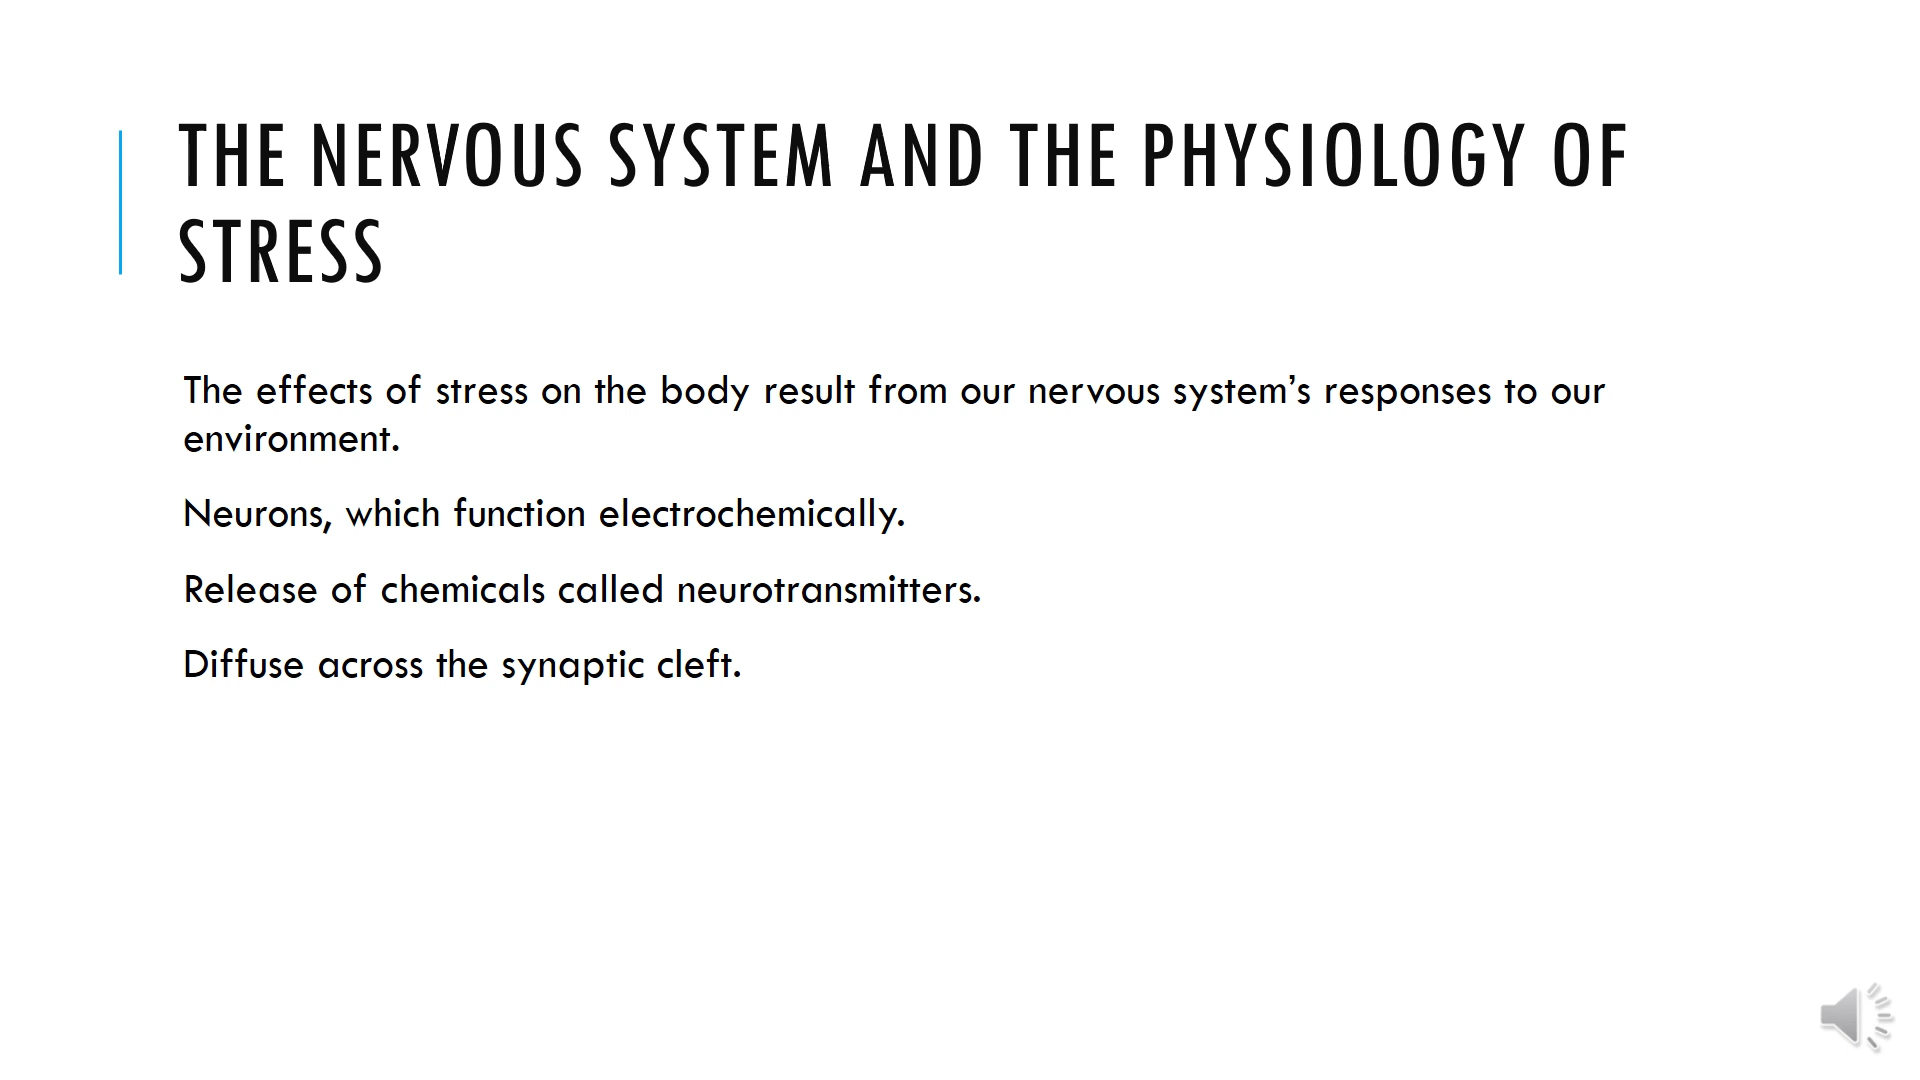 THE NERVOUS SYSTEM AND THE PHYSIOLOGY OF
STRESS
The effects of stress on the body result from our nervous system’s responses to our
environment.
Neurons, which function electrochemically.
Release of chemicals called neurotransmitters.
Diffuse across the synaptic cleft.